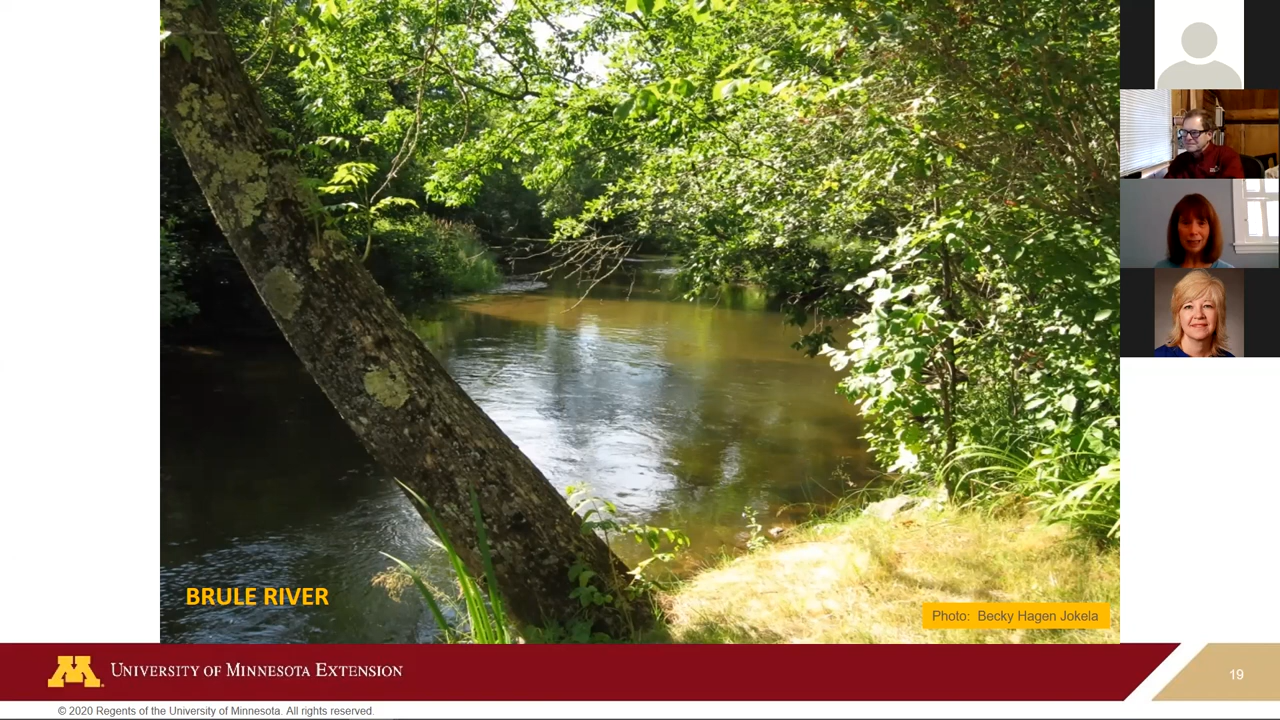 BRULE RIVER
Photo: Becky Hagen Jokela
UNIVERSITY OF MINNESOTA EXTENSION
19
© 2020 Regents of the University of Minnesota. All rights reserved.